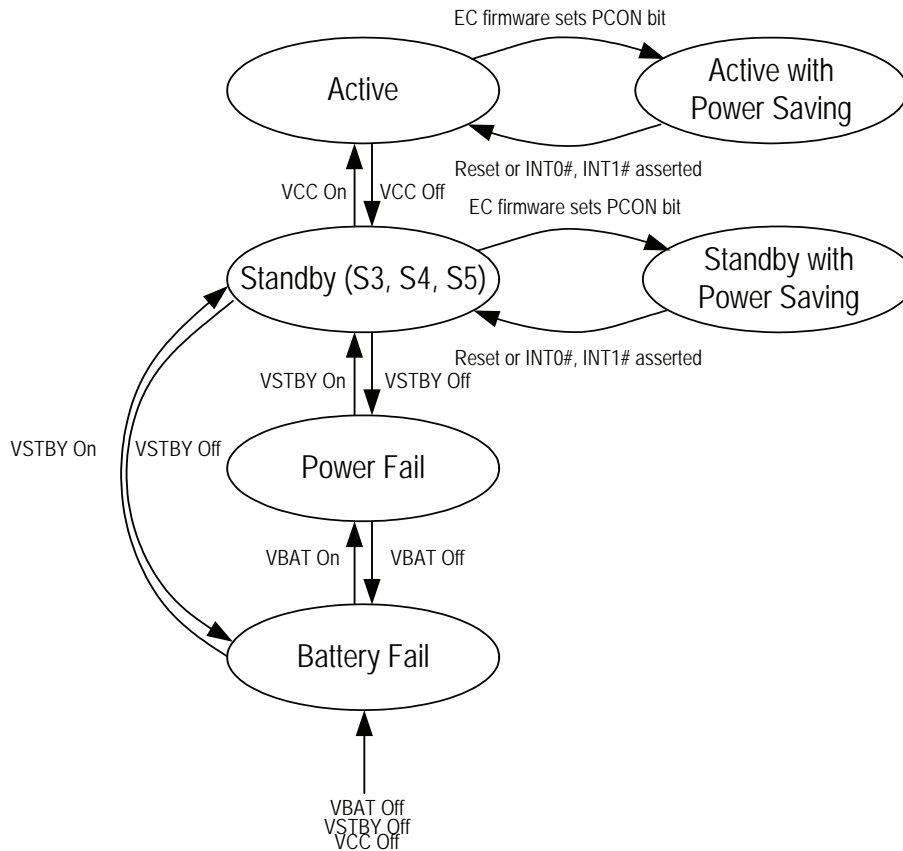 EC firmware sets PCON bit
Active
Active with
Power Saving
Reset or INT0#, INT1# asserted
VCC On
VCC Off
EC firmware sets PCON bit
Standby (S3, S4, S5)
Standby with
Power Saving
Reset or INT0#, INT1# asserted
VSTBY On
VSTBY Off
VSTBY On
VSTBY Off
Power Fail
VBAT On
VBAT Off
Battery Fail
VBAT Off
VSTBY Off
VCC Off